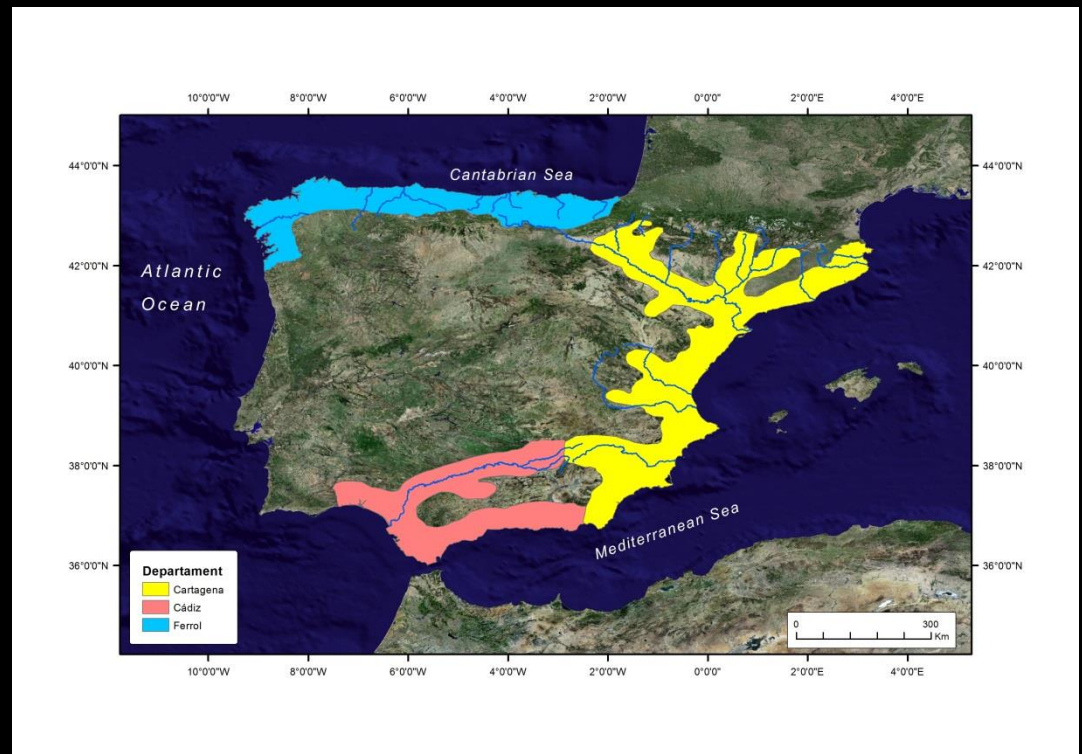 10°0'0"W 8°0'0"W 6°0'0"W 4°0'0"W 2°0'0"W 0°0'0" 2°0'0"E 4°0'0"E
44°0'0"N 44°0'0"N
Cantabrian Sea
42°0'0"N 42°0'0"N
Atlantic
Ocean
40°0'0"N 40°0'0"N
38°0'0"N 38°0'0"N
Mediterranean Sea
36°0'0"N 36°0'0"N
Departament
Cartagena
Cádiz
Ferrol
0 300
Km
10°0'0"W 8°0'0"W 6°0'0"W 4°0'0"W 2°0'0"W 0°0'0" 2°0'0"E 4°0'0"E